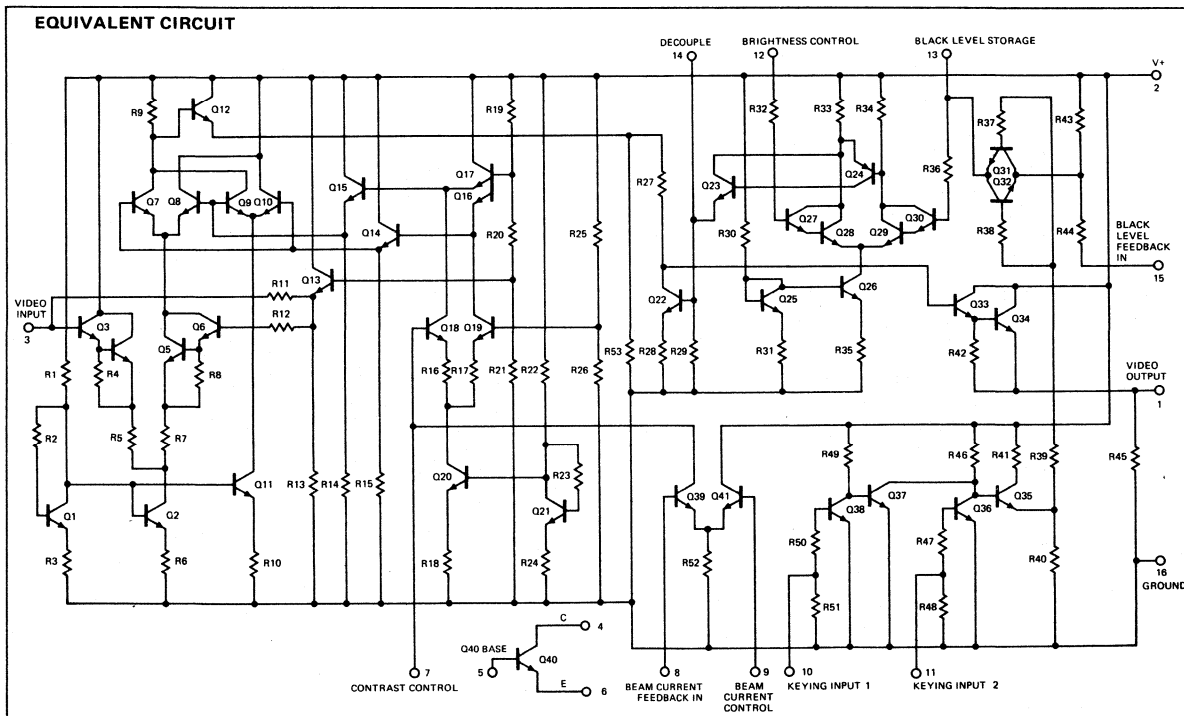 EQUIVALENT CIRCUIT
DECOUPLE
14
BRIGHTNESS CONTROL
12
BLACK LEVEL STORAGE
13
V+
2
R9
Q12
R19
R32
R33
R34
R37
R43
Q7
Q8
Q9
Q10
Q15
Q17
Q16
Q14
R20
R25
R27
Q23
Q24
R36
Q31
Q32
R30
Q27
Q28
Q29
Q30
R38
R44
BLACK
LEVEL
FEEDBACK
IN
15
Q13
R11
R12
VIDEO
INPUT
3
Q3
Q6
Q5
R4
R8
R1
R2
R5
R7
Q18
Q19
R16
R17
R21
R22
R53
R26
Q22
R28
R29
Q25
Q26
R31
R35
Q33
Q34
R42
VIDEO
OUTPUT
1
Q11
Q1
Q2
R3
R6
R10
R13
R14
R15
Q20
Q21
R23
R18
R24
Q39
Q41
R52
R49
Q38
Q37
R50
R51
R46
R41
R39
R45
Q36
Q35
R47
R48
R40
16
GROUND
C
4
Q40 BASE
5
Q40
E
6
7
CONTRAST CONTROL
8
BEAM CURRENT
FEEDBACK IN
9
BEAM
CURRENT
CONTROL
10
KEYING INPUT 1
11
KEYING INPUT 2